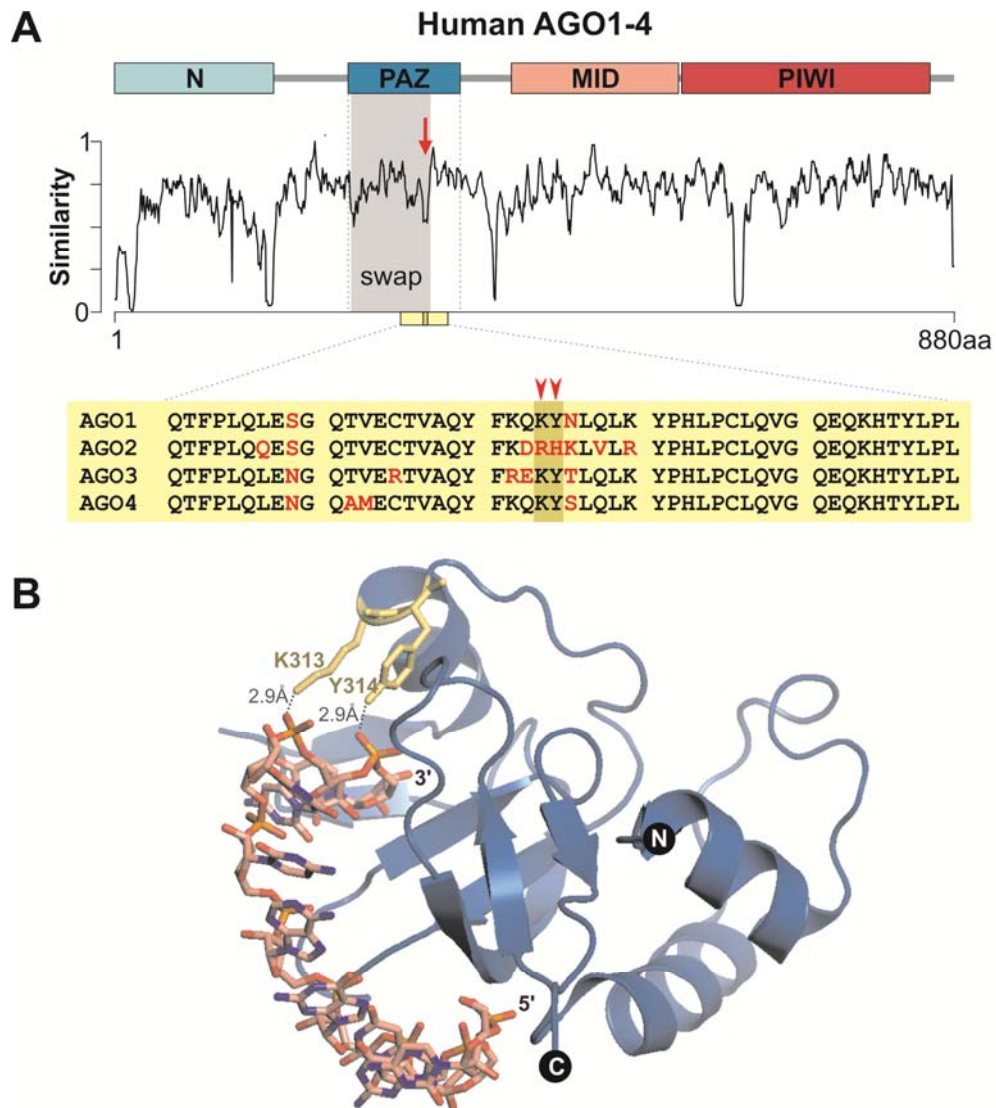 A
Human AGO1-4
N PAZ MID PIWI
1
Similarity
swap
0
1 880aa
AGO1 QTFPLQLESG QTVECTVAQY FKQKYNLQLK YPHLPCLQVG QEQKHTYLPL
AGO2 QTFPLQQESG QTVECTVAQY FKDRHKLVLR YPHLPCLQVG QEQKHTYLPL
AGO3 QTFPLQLENG QTVERTVAQY FREKYTLQLK YPHLPCLQVG QEQKHTYLPL
AGO4 QTFPLQLENG QAMECTVAQY FKQKYSLQLK YPHLPCLQVG QEQKHTYLPL
B
K313
Y314
2.9Å
2.9Å
3'
N
5'
C